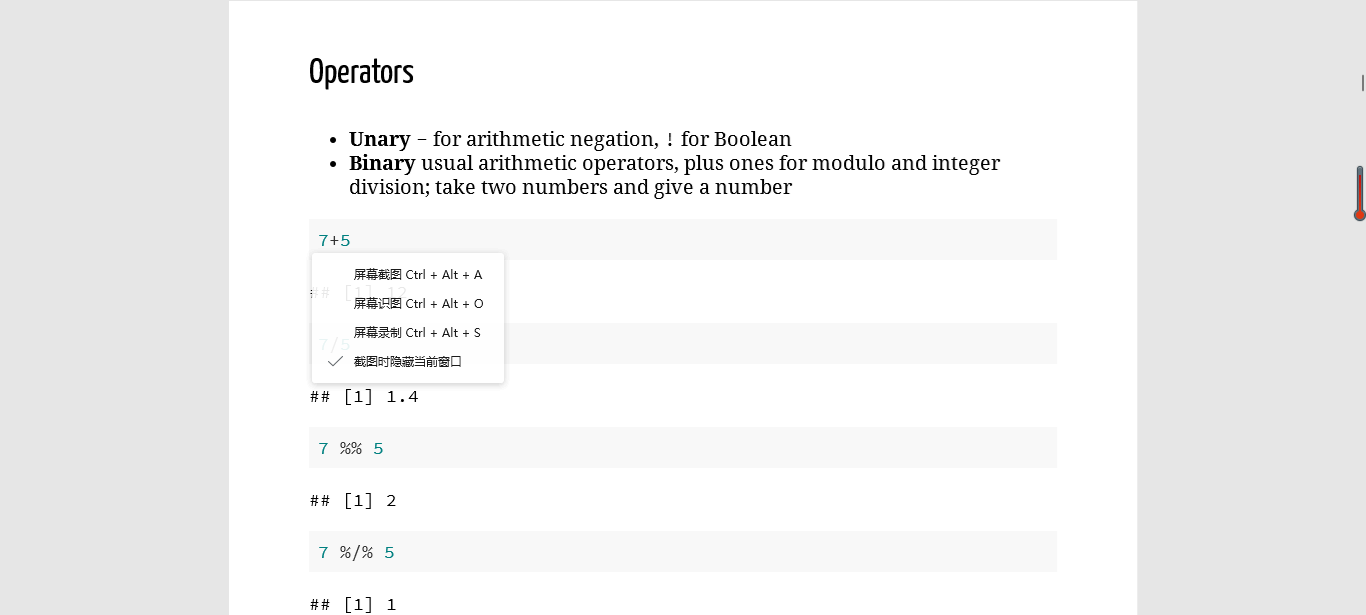 Operators
• Unary − for arithmetic negation, ! for Boolean
• Binary usual arithmetic operators, plus ones for modulo and integer
division; take two numbers and give a number
7+5
屏幕截图 Ctrl + Alt + A
## [1] 12
屏幕识图 Ctrl + Alt + O
屏幕录制 Ctrl + Alt + S
7/5
截图时隐藏当前窗口
## [1] 1.4
7 %% 5
## [1] 2
7 %/% 5
## [1] 1